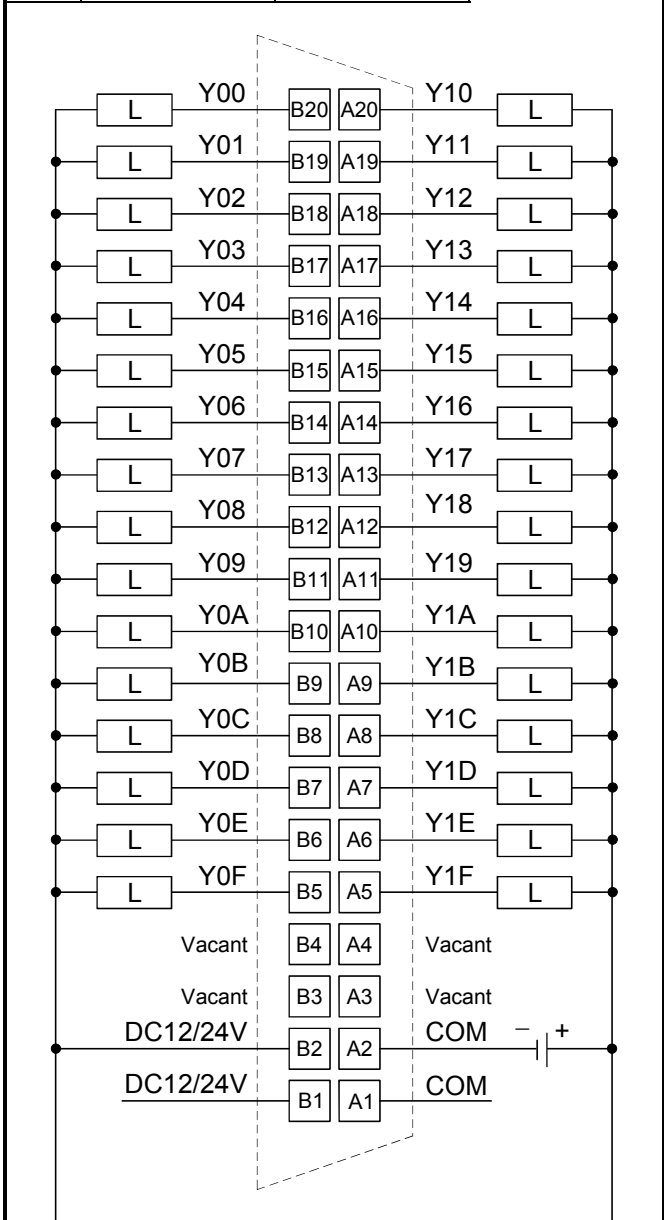 L Y00 B20 A20 Y10 L
L Y01 B19 A19 Y11 L
L Y02 B18 A18 Y12 L
L Y03 B17 A17 Y13 L
L Y04 B16 A16 Y14 L
L Y05 B15 A15 Y15 L
L Y06 B14 A14 Y16 L
L Y07 B13 A13 Y17 L
L Y08 B12 A12 Y18 L
L Y09 B11 A11 Y19 L
L Y0A B10 A10 Y1A L
L Y0B B9 A9 Y1B L
L Y0C B8 A8 Y1C L
L Y0D B7 A7 Y1D L
L Y0E B6 A6 Y1E L
L Y0F B5 A5 Y1F L
Vacant B4 A4 Vacant
Vacant B3 A3 Vacant
DC12/24V B2 A2 COM − +
DC12/24V B1 A1 COM